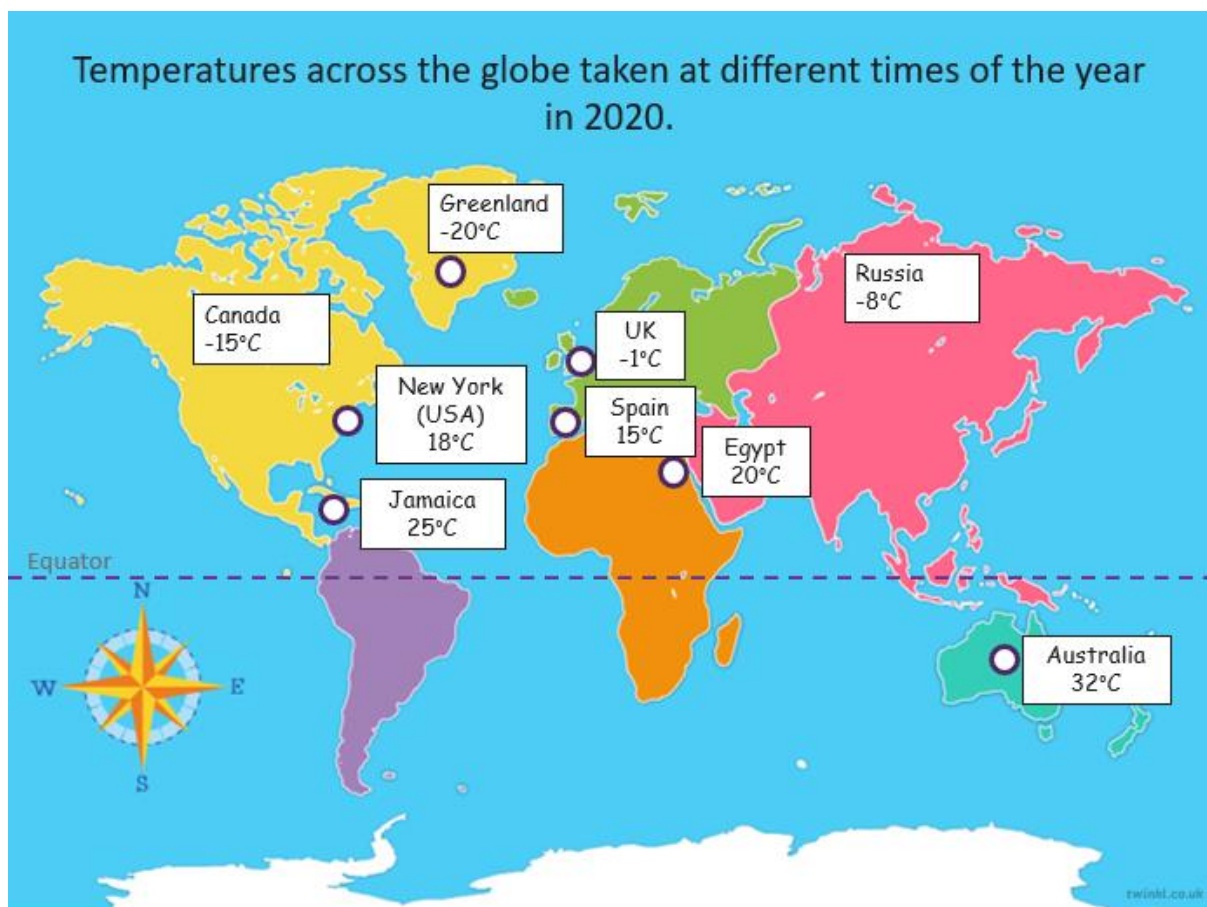 Temperatures across the globe taken at different times of the year
in 2020.
Greenland
-20°C
Russia
-8°C
Canada
-15°C
UK
-1°C
New York
(USA)
18°C
Spain
15°C
Egypt
20°C
Jamaica
25°C
Equator
N
W
E
S
Australia
32°C
twinkl.co.uk